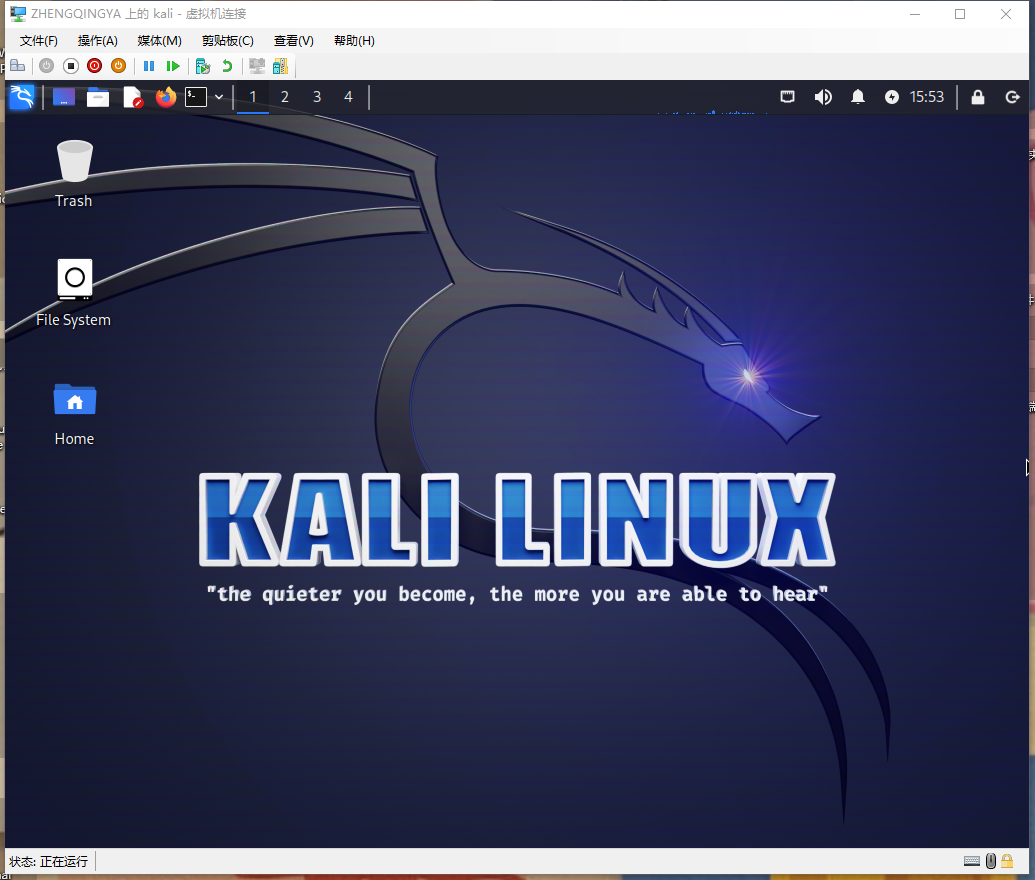 ZHENGQINGYA 上的 kali - 虚拟机连接
文件(F) 操作(A) 媒体(M) 剪贴板(C) 查看(V) 帮助(H)
1 2 3 4 15:53
Trash
File System
Home
KALI LINUX
"the quieter you become, the more you are able to hear"
状态: 正在运行